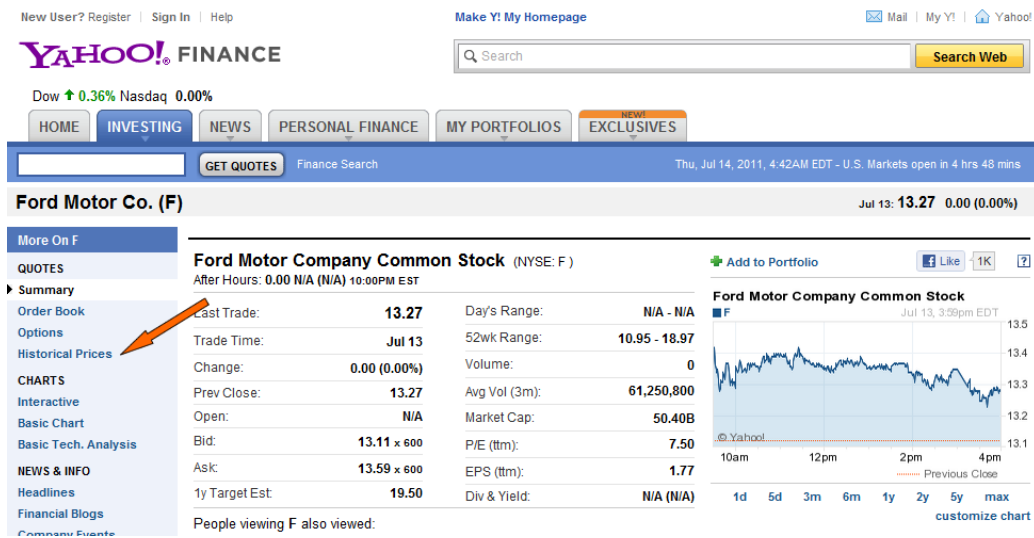 New User? Register | Sign In | Help
Make Y! My Homepage
Mail | My Y! | Yahoo!
YAHOO!® FINANCE
Search
Search Web
Dow 0.36% Nasdaq 0.00%
HOME
INVESTING
NEWS
PERSONAL FINANCE
MY PORTFOLIOS
NEW!
EXCLUSIVES
GET QUOTES
Finance Search
Thu, Jul 14, 2011, 4:42AM EDT - U.S. Markets open in 4 hrs 48 mins
Ford Motor Co. (F)
Jul 13: 13.27 0.00 (0.00%)
More On F
QUOTES
Summary
Order Book
Options
Historical Prices
CHARTS
Interactive
Basic Chart
Basic Tech. Analysis
NEWS & INFO
Headlines
Financial Blogs
Company Events
Ford Motor Company Common Stock (NYSE: F )
After Hours: 0.00 N/A (N/A) 10:00PM EST
Last Trade: 13.27
Trade Time: Jul 13
Change: 0.00 (0.00%)
Prev Close: 13.27
Open: N/A
Bid: 13.11 x 600
Ask: 13.59 x 600
1y Target Est: 19.50
Day's Range: N/A - N/A
52wk Range: 10.95 - 18.97
Volume: 0
Avg Vol (3m): 61,250,800
Market Cap: 50.40B
P/E (ttm): 7.50
EPS (ttm): 1.77
Div & Yield: N/A (N/A)
People viewing F also viewed:
Add to Portfolio
Like 1K
?
Ford Motor Company Common Stock
F
Jul 13, 3:59pm EDT
13.5
13.4
13.3
13.2
13.1
© Yahoo!
10am 12pm 2pm 4pm
Previous Close
1d 5d 3m 6m 1y 2y 5y max
customize chart